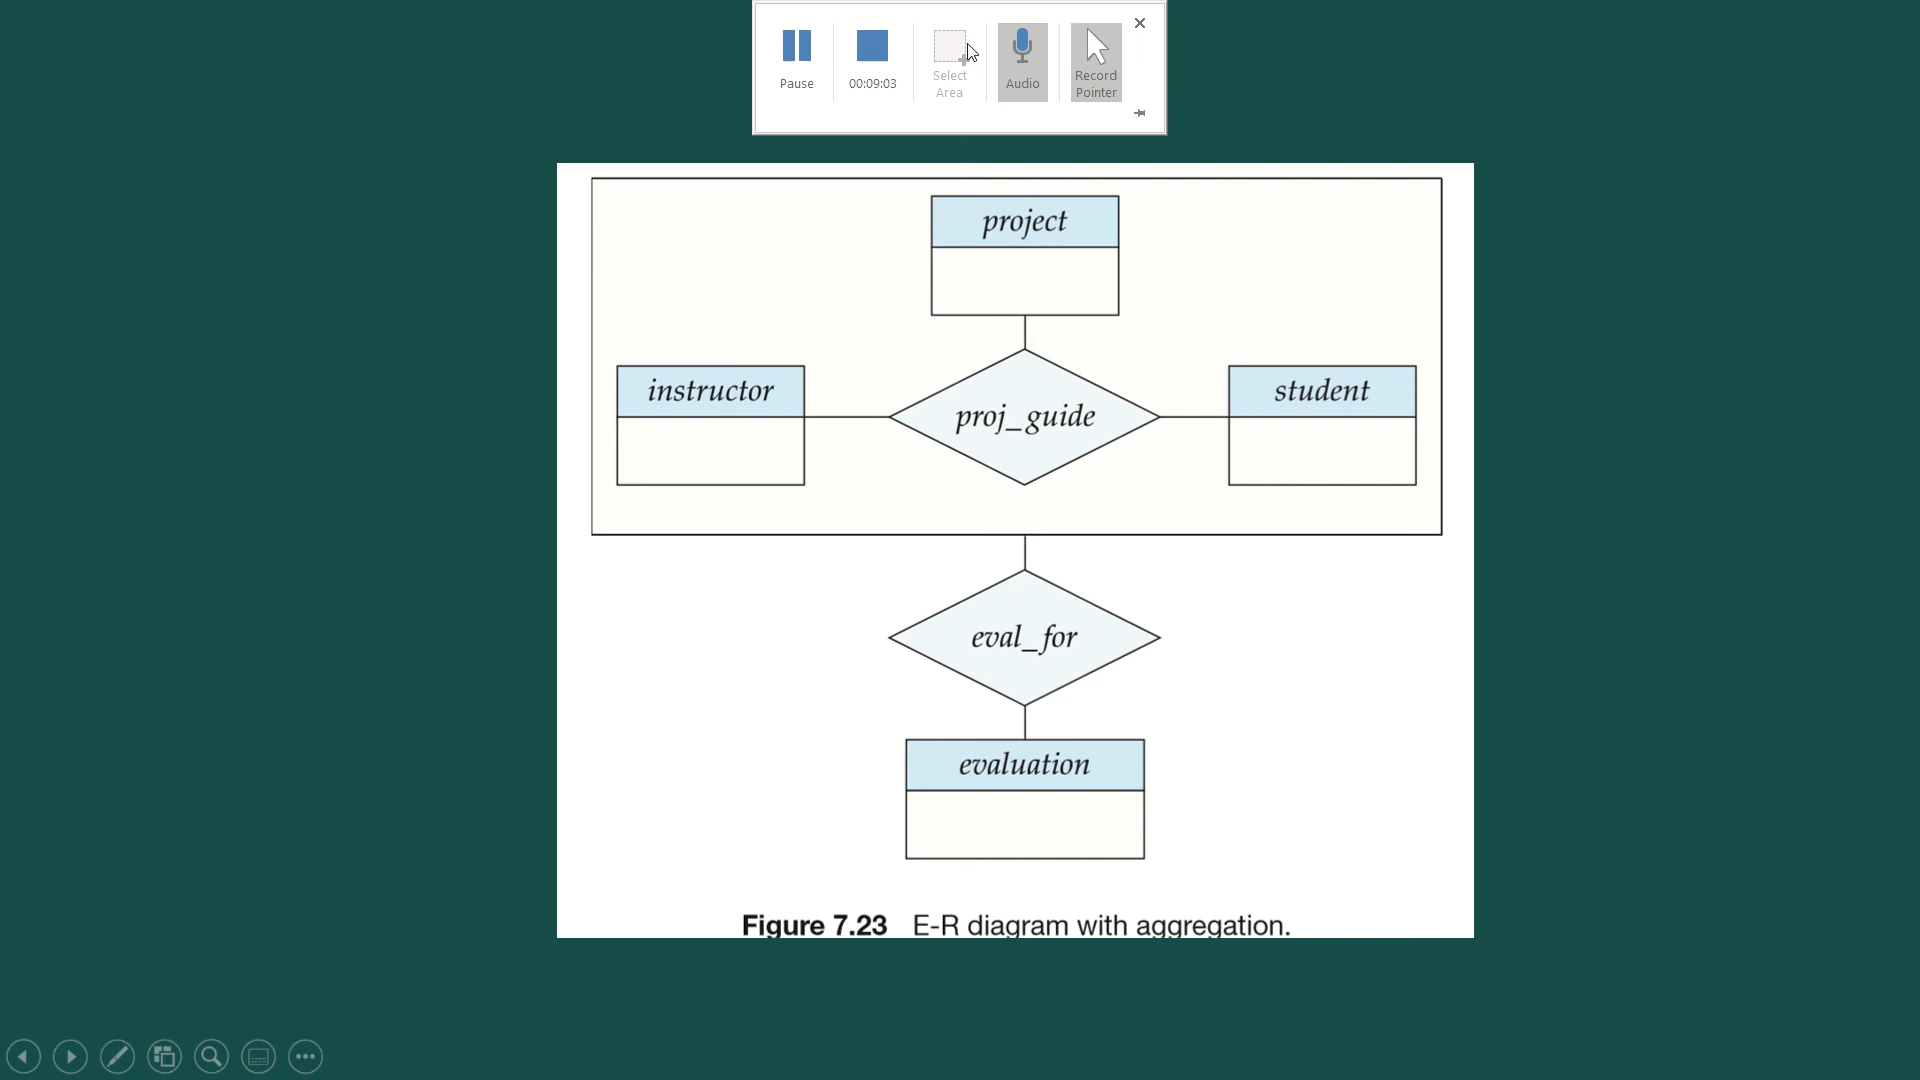 Pause
00:09:03
Select
Area
Audio
Record
Pointer
project
instructor
proj_guide
student
eval_for
evaluation
Figure 7.23 E-R diagram with aggregation.